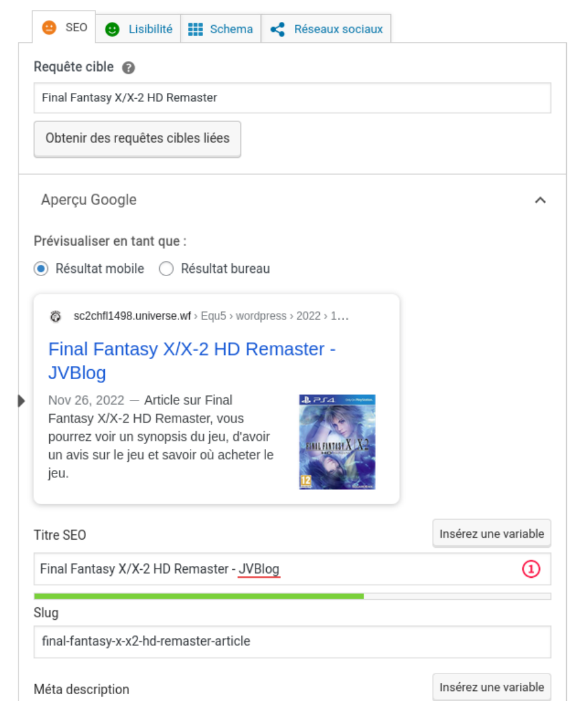 SEO
Lisibilité
Schema
Réseaux sociaux
Requête cible ?
Final Fantasy X/X-2 HD Remaster
Obtenir des requêtes cibles liées
Aperçu Google
Prévisualiser en tant que :
Résultat mobile
Résultat bureau
sc2chfl1498.universe.wf › Equ5 › wordpress › 2022 › 1…
Final Fantasy X/X-2 HD Remaster -
JVBlog
Nov 26, 2022 — Article sur Final
Fantasy X/X-2 HD Remaster, vous
pourrez voir un synopsis du jeu, d'avoir
un avis sur le jeu et savoir où acheter le
jeu.
PS4
FINAL FANTASY X/X-2
12
Titre SEO
Insérez une variable
Final Fantasy X/X-2 HD Remaster - JVBlog
1
Slug
final-fantasy-x-x2-hd-remaster-article
Méta description
Insérez une variable